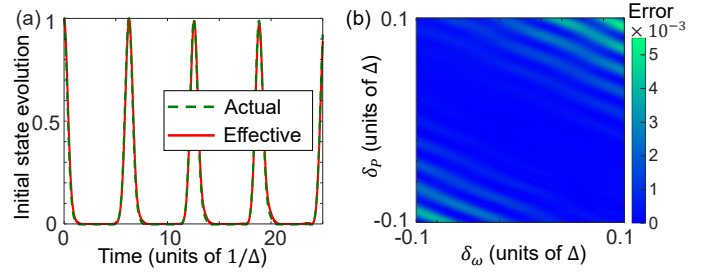 (a)
1
0.5
0
Initial state evolution
Actual
Effective
0
10
20
Time (units of 1/Δ)
(b)
0.1
-0.1
δ_P (units of Δ)
-0.1
0.1
δ_ω (units of Δ)
Error
× 10⁻³
5
4
3
2
1
0